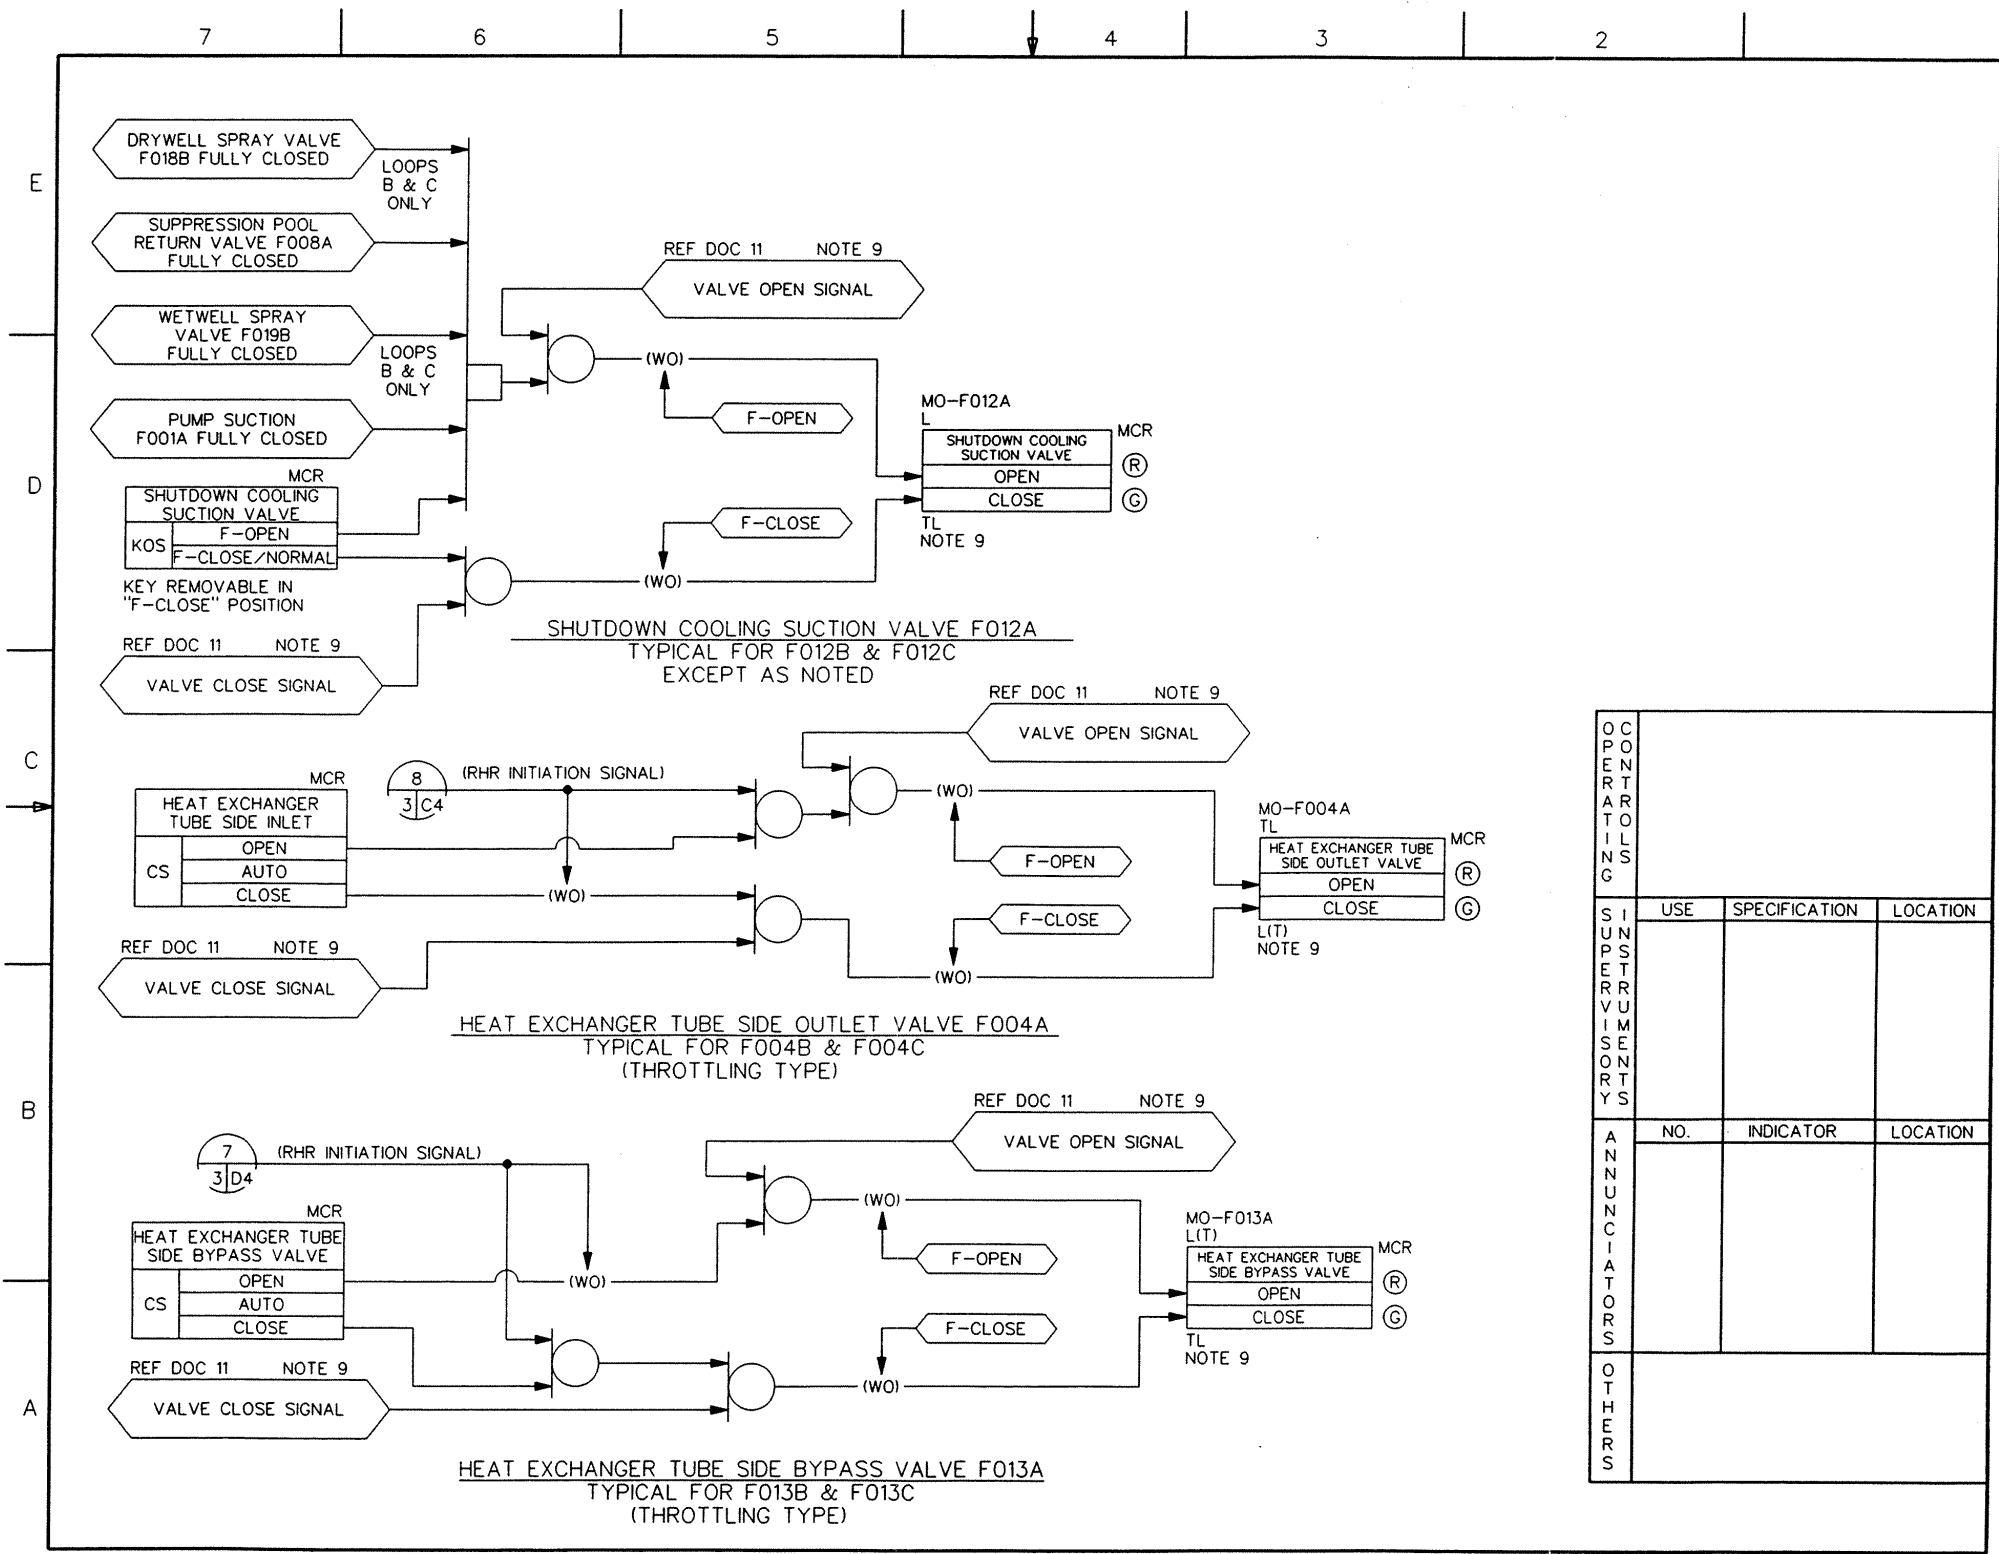 7 6 5 4 3 2
E
D
C
B
A
DRYWELL SPRAY VALVE
F018B FULLY CLOSED
LOOPS
B & C
ONLY
SUPPRESSION POOL
RETURN VALVE F008A
FULLY CLOSED
WETWELL SPRAY
VALVE F019B
FULLY CLOSED
LOOPS
B & C
ONLY
PUMP SUCTION
F001A FULLY CLOSED
MCR
SHUTDOWN COOLING
SUCTION VALVE
KOS
F-OPEN
F-CLOSE/NORMAL
KEY REMOVABLE IN
"F-CLOSE" POSITION
REF DOC 11 NOTE 9
VALVE CLOSE SIGNAL
REF DOC 11 NOTE 9
VALVE OPEN SIGNAL
(WO)
F-OPEN
F-CLOSE
(WO)
MO-F012A
L
SHUTDOWN COOLING
SUCTION VALVE
OPEN
CLOSE
MCR
R
G
TL
NOTE 9
SHUTDOWN COOLING SUCTION VALVE F012A
TYPICAL FOR F012B & F012C
EXCEPT AS NOTED
REF DOC 11 NOTE 9
VALVE OPEN SIGNAL
8
3 C4
(RHR INITIATION SIGNAL)
MCR
HEAT EXCHANGER
TUBE SIDE INLET
CS
OPEN
AUTO
CLOSE
(WO)
REF DOC 11 NOTE 9
VALVE CLOSE SIGNAL
(WO)
F-OPEN
F-CLOSE
(WO)
MO-F004A
TL
HEAT EXCHANGER TUBE
SIDE OUTLET VALVE
OPEN
CLOSE
MCR
R
G
L(T)
NOTE 9
HEAT EXCHANGER TUBE SIDE OUTLET VALVE F004A
TYPICAL FOR F004B & F004C
(THROTTLING TYPE)
REF DOC 11 NOTE 9
VALVE OPEN SIGNAL
7
3 D4
(RHR INITIATION SIGNAL)
MCR
HEAT EXCHANGER TUBE
SIDE BYPASS VALVE
CS
OPEN
AUTO
CLOSE
(WO)
REF DOC 11 NOTE 9
VALVE CLOSE SIGNAL
(WO)
F-OPEN
F-CLOSE
(WO)
MO-F013A
L(T)
HEAT EXCHANGER TUBE
SIDE BYPASS VALVE
OPEN
CLOSE
MCR
R
G
TL
NOTE 9
HEAT EXCHANGER TUBE SIDE BYPASS VALVE F013A
TYPICAL FOR F013B & F013C
(THROTTLING TYPE)
OPERATING
CONTROLS
SUPERVISORY
INSTRUMENTS
USE SPECIFICATION LOCATION
ANNUNCIATORS
NO. INDICATOR LOCATION
OTHERS